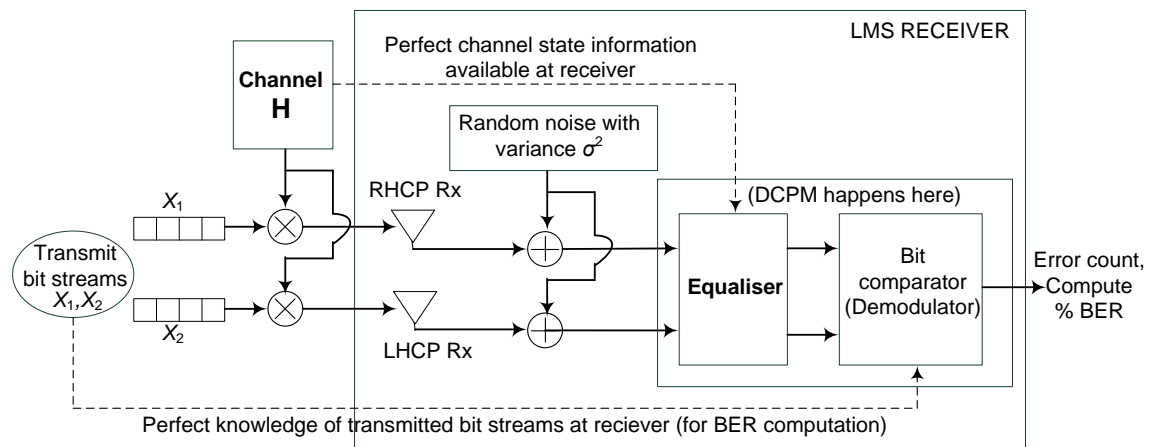 LMS RECEIVER
Perfect channel state information
available at receiver
Channel
H
Random noise with
variance σ²
RHCP Rx
(DCPM happens here)
X₁
Transmit
bit streams
X₁,X₂
X₂
LHCP Rx
Equaliser
Bit
comparator
(Demodulator)
Error count,
Compute
% BER
Perfect knowledge of transmitted bit streams at reciever (for BER computation)